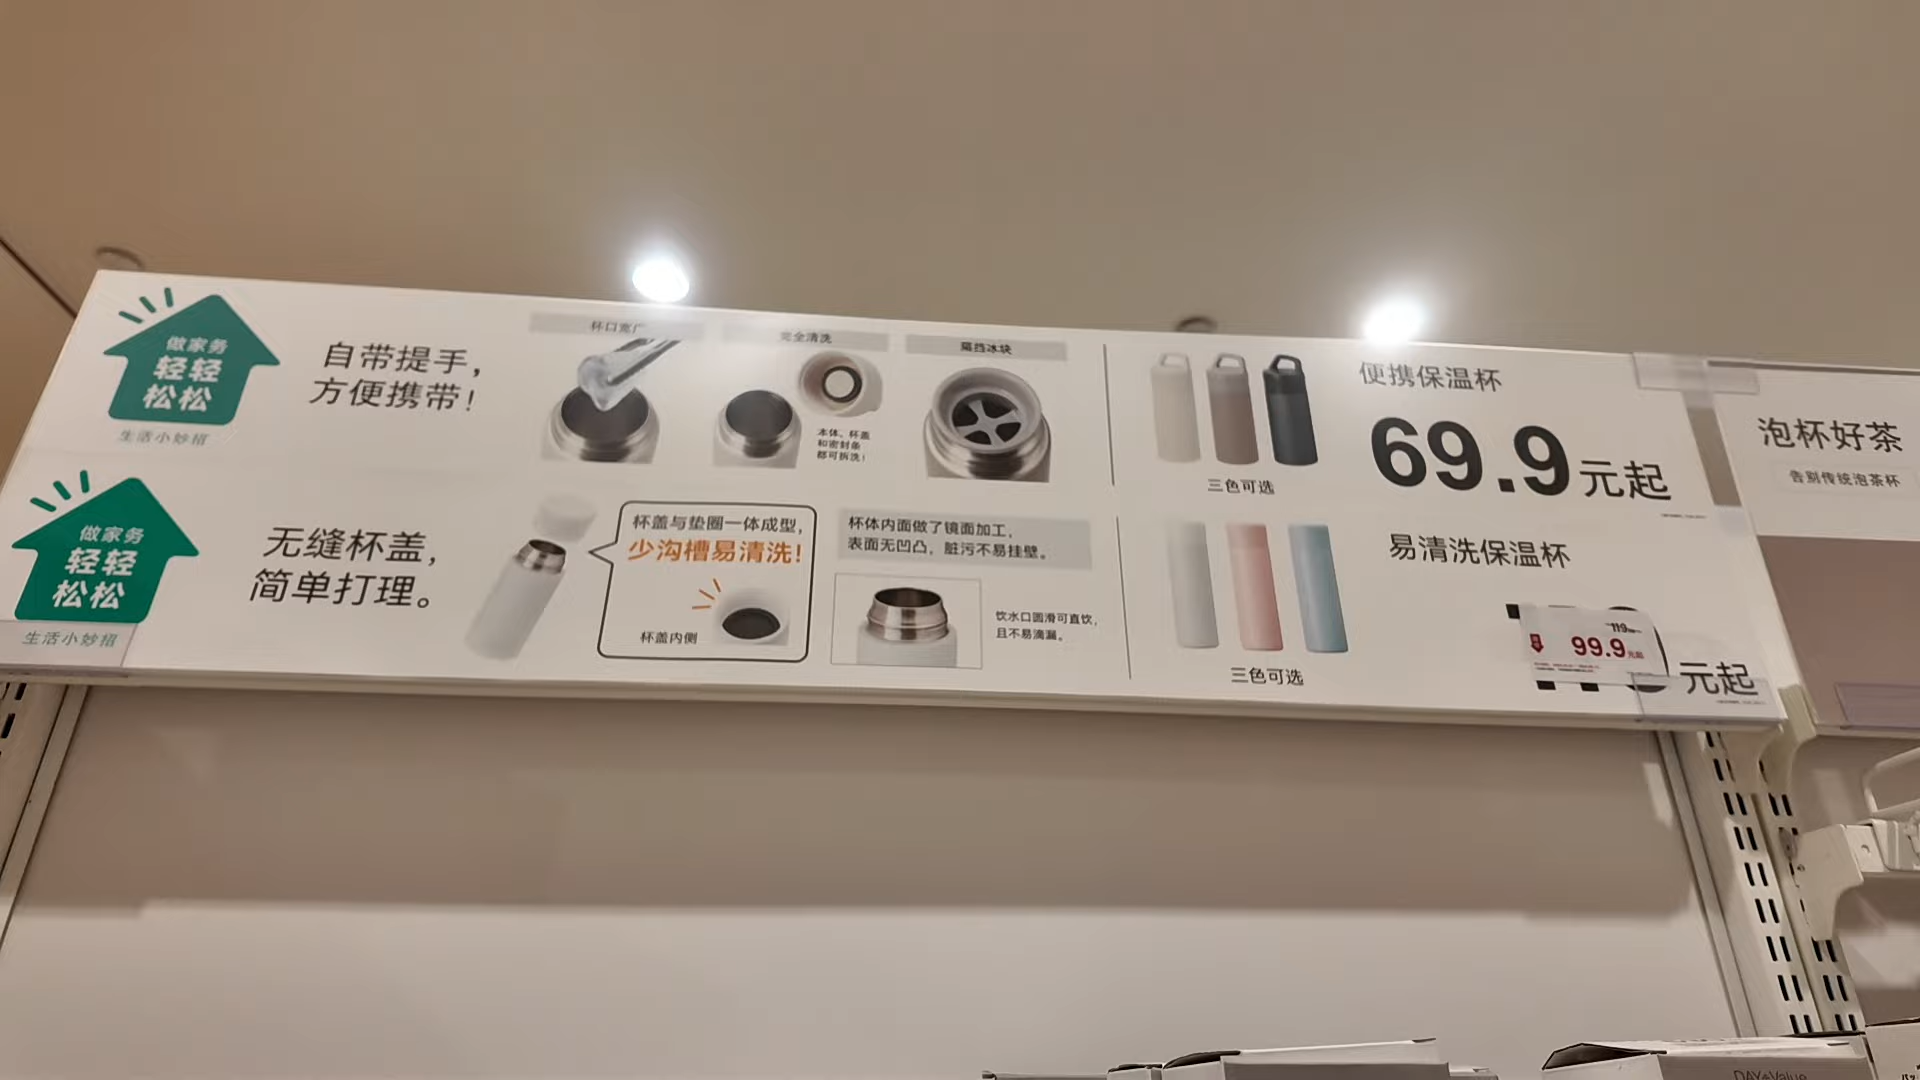 做家务
轻轻
松松
生活小妙招
自带提手，
方便携带！
杯口宽广
完全清洗
本体、杯盖
和密封条
都可拆洗！
隔挡冰块
三色可选
便携保温杯
69.9元起
做家务
轻轻
松松
生活小妙招
无缝杯盖，
简单打理。
杯盖与垫圈一体成型，
少沟槽易清洗！
杯盖内侧
杯体内面做了镜面加工，
表面无凹凸，脏污不易挂壁。
饮水口圆滑可直饮，
且不易滴漏。
三色可选
易清洗保温杯
119
99.9元起
元起
泡杯好茶
告别传统泡茶杯
DAY&Value